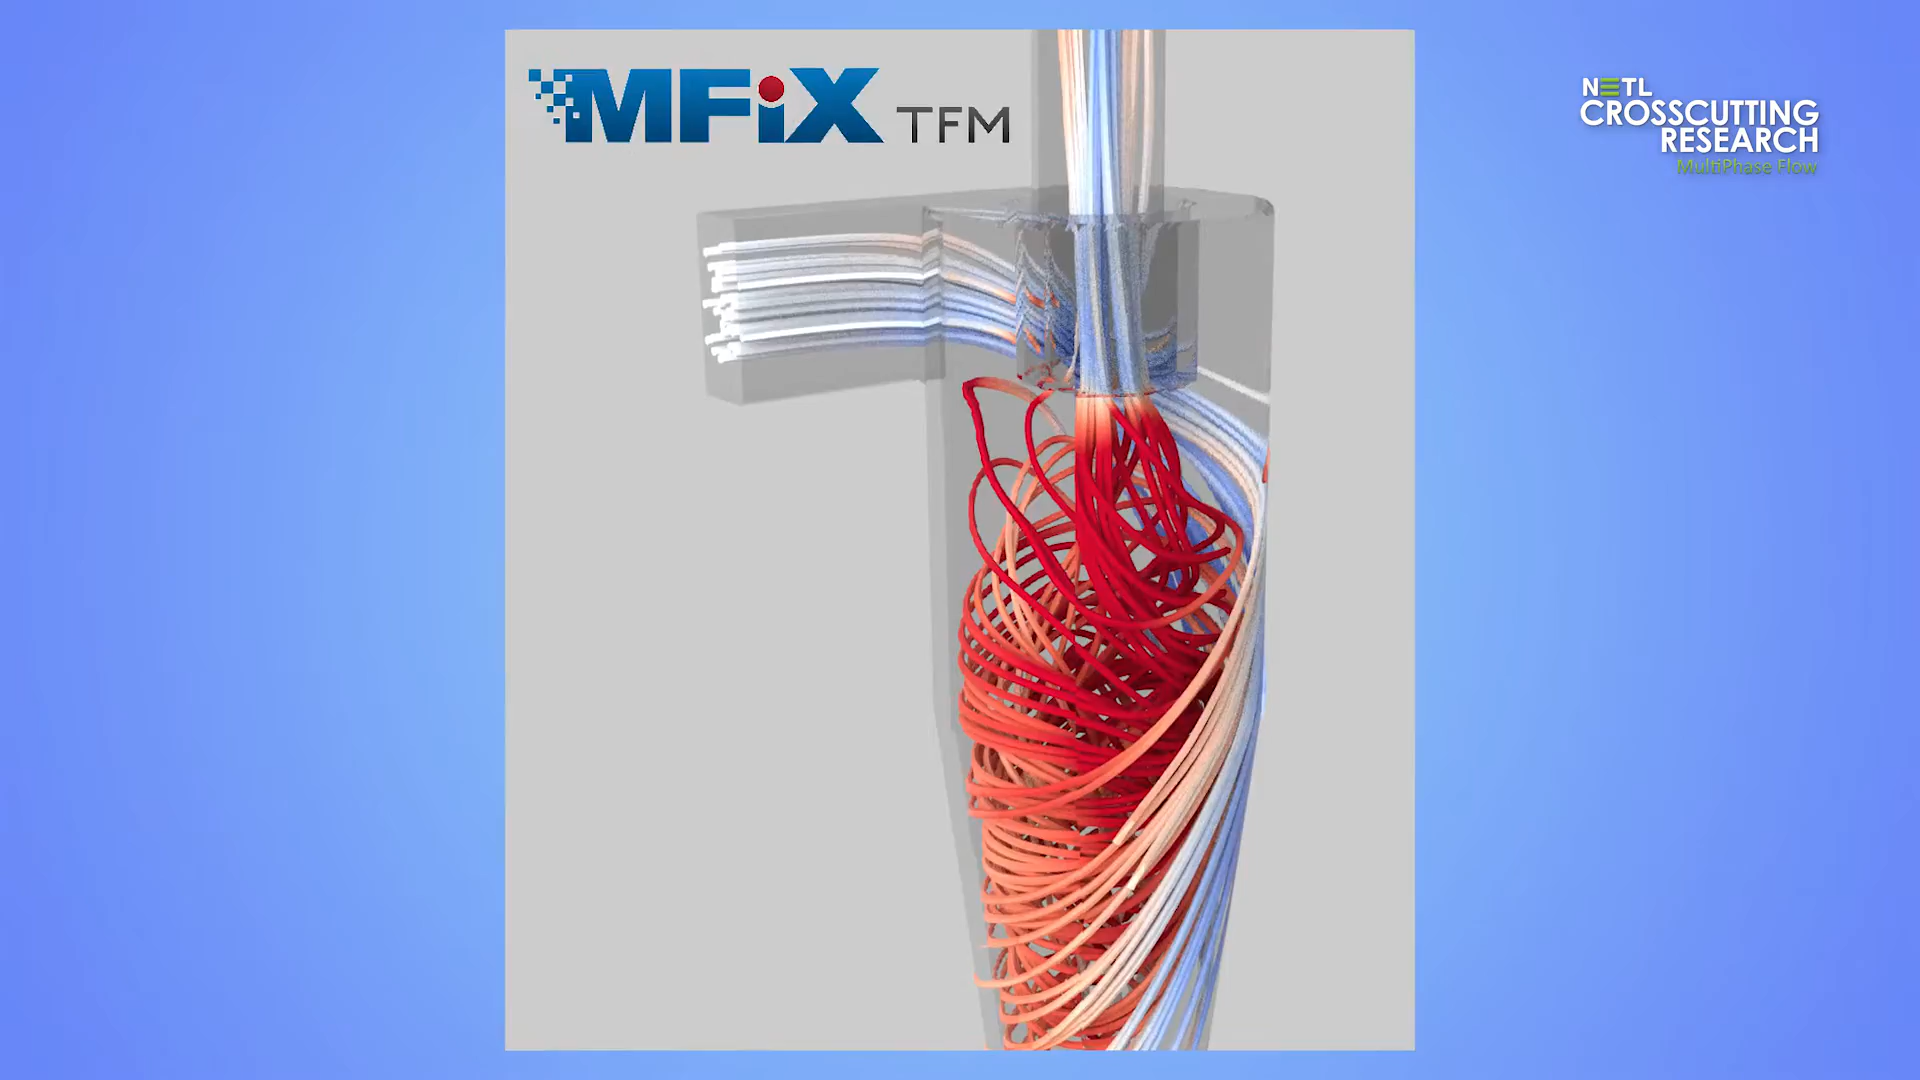 MFiX TFM
NETL
CROSSCUTTING
RESEARCH
MultiPhase Flow